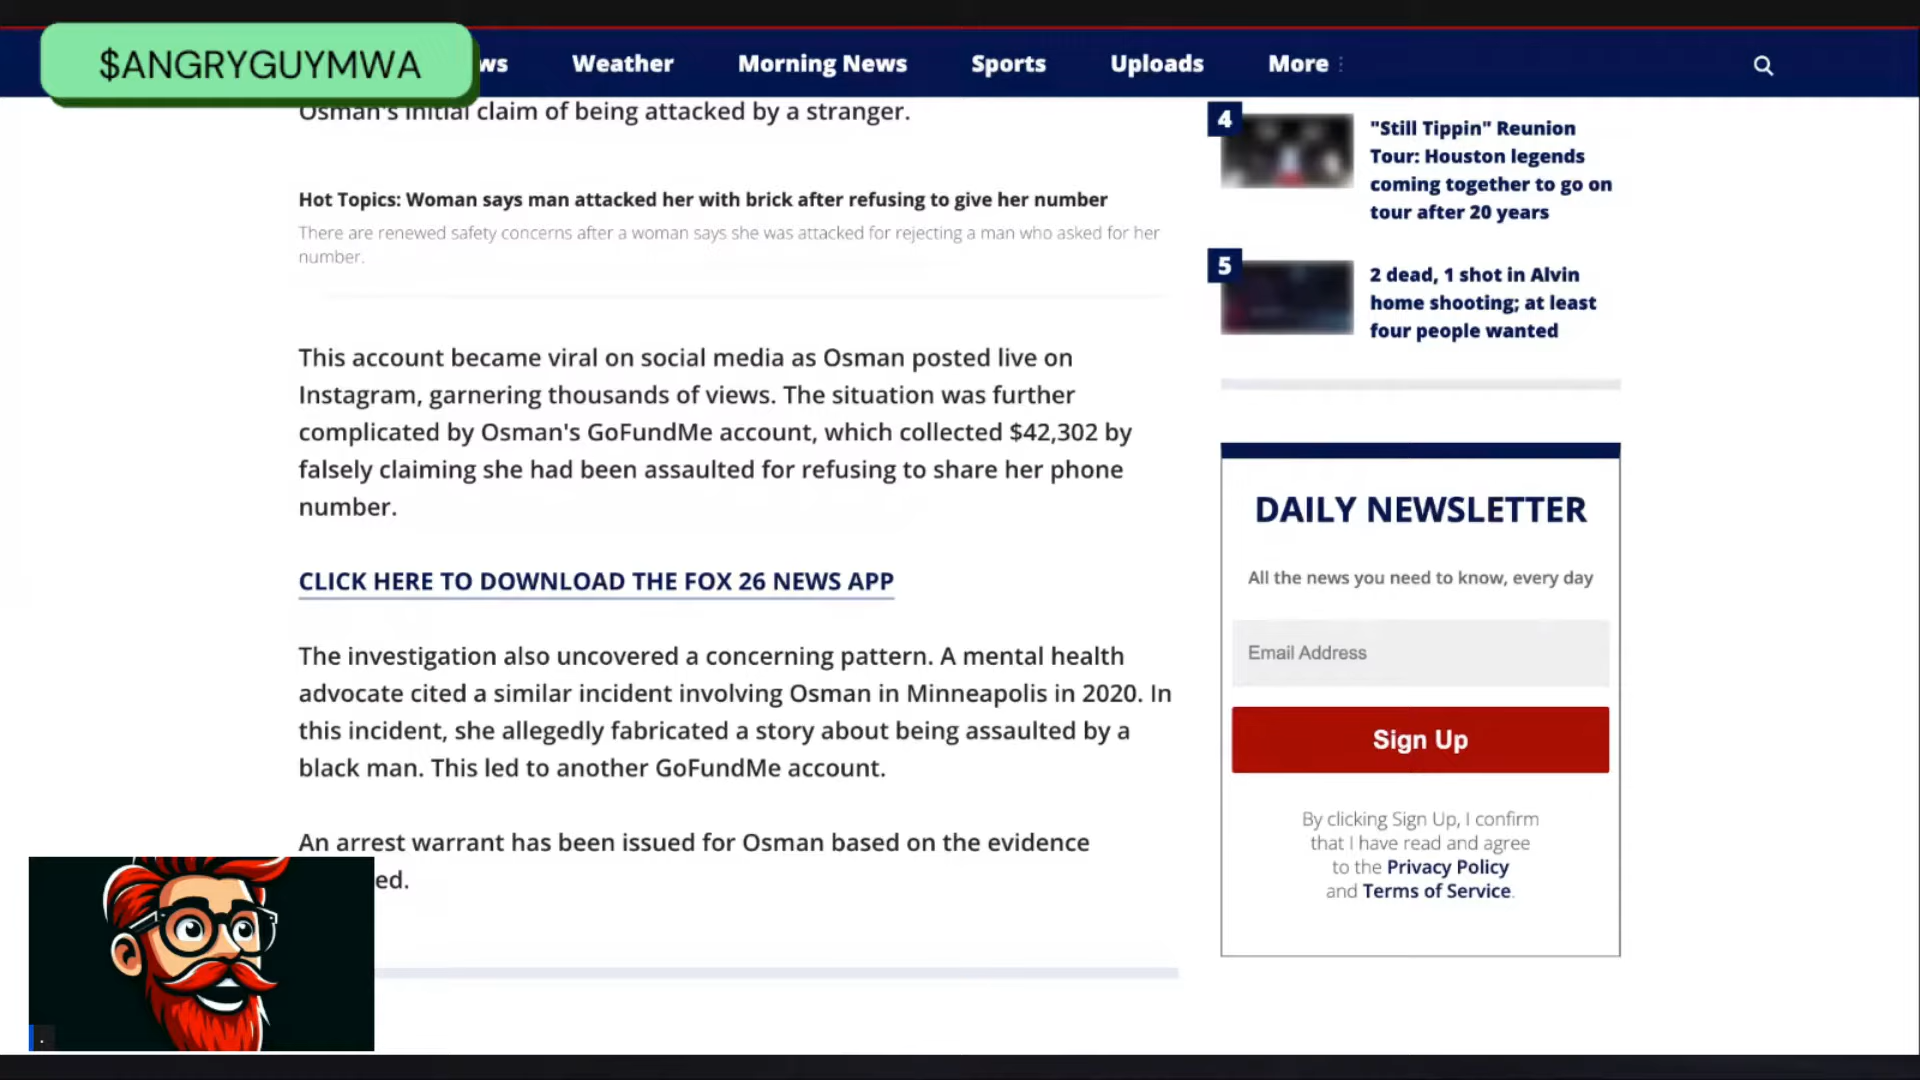 $ANGRYGUYMWA
Weather
Morning News
Sports
Uploads
More
Osman's initial claim of being attacked by a stranger.
Hot Topics: Woman says man attacked her with brick after refusing to give her number
There are renewed safety concerns after a woman says she was attacked for rejecting a man who asked for her
number.
This account became viral on social media as Osman posted live on
Instagram, garnering thousands of views. The situation was further
complicated by Osman's GoFundMe account, which collected $42,302 by
falsely claiming she had been assaulted for refusing to share her phone
number.
CLICK HERE TO DOWNLOAD THE FOX 26 NEWS APP
The investigation also uncovered a concerning pattern. A mental health
advocate cited a similar incident involving Osman in Minneapolis in 2020. In
this incident, she allegedly fabricated a story about being assaulted by a
black man. This led to another GoFundMe account.
An arrest warrant has been issued for Osman based on the evidence
4
"Still Tippin" Reunion
Tour: Houston legends
coming together to go on
tour after 20 years
5
2 dead, 1 shot in Alvin
home shooting; at least
four people wanted
DAILY NEWSLETTER
All the news you need to know, every day
Email Address
Sign Up
By clicking Sign Up, I confirm
that I have read and agree
to the Privacy Policy
and Terms of Service.